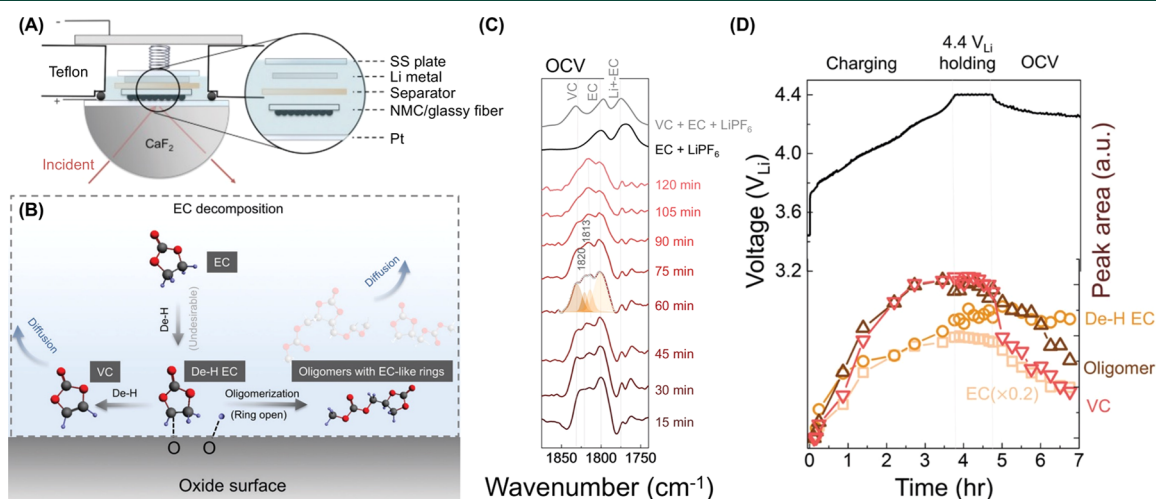 (A)
-
Teflon
+
CaF2
Incident
SS plate
Li metal
Separator
NMC/glassy fiber
Pt
(B)
EC decomposition
EC
De-H
(Undesirable)
Diffusion
Diffusion
VC
De-H
De-H EC
Oligomerization
(Ring open)
Oligomers with EC-like rings
O O
Oxide surface
(C)
OCV
VC
EC
Li+-EC
VC + EC + LiPF6
EC + LiPF6
120 min
105 min
90 min
1820
1813
75 min
60 min
45 min
30 min
15 min
1850 1800 1750
Wavenumber (cm-1)
(D)
Charging
4.4 VLi
holding
OCV
4.4
4.0
3.6
3.2
Voltage (VLi)
Peak area (a.u.)
De-H EC
Oligomer
EC(×0.2)
VC
0 1 2 3 4 5 6 7
Time (hr)